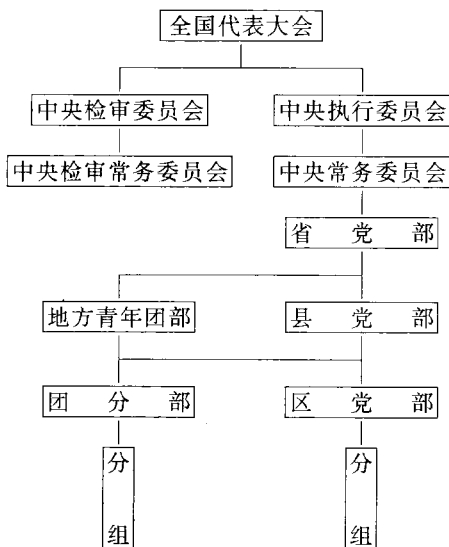 全国代表大会
中央检审委员会 中央执行委员会
中央检审常务委员会 中央常务委员会
省党部
地方青年团部 县党部
团分部 区党部
分组 分组